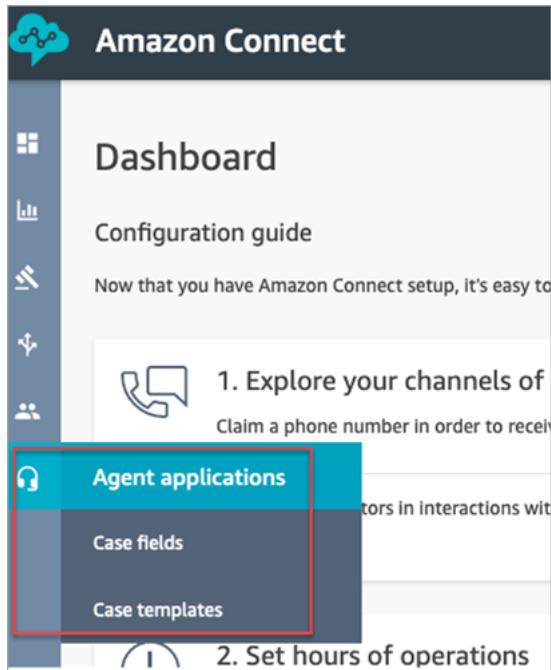 Amazon Connect
Dashboard
Configuration guide
Now that you have Amazon Connect setup, it's easy to
1. Explore your channels of
Claim a phone number in order to recei
Agent applications
tors in interactions wit
Case fields
Case templates
2. Set hours of operations